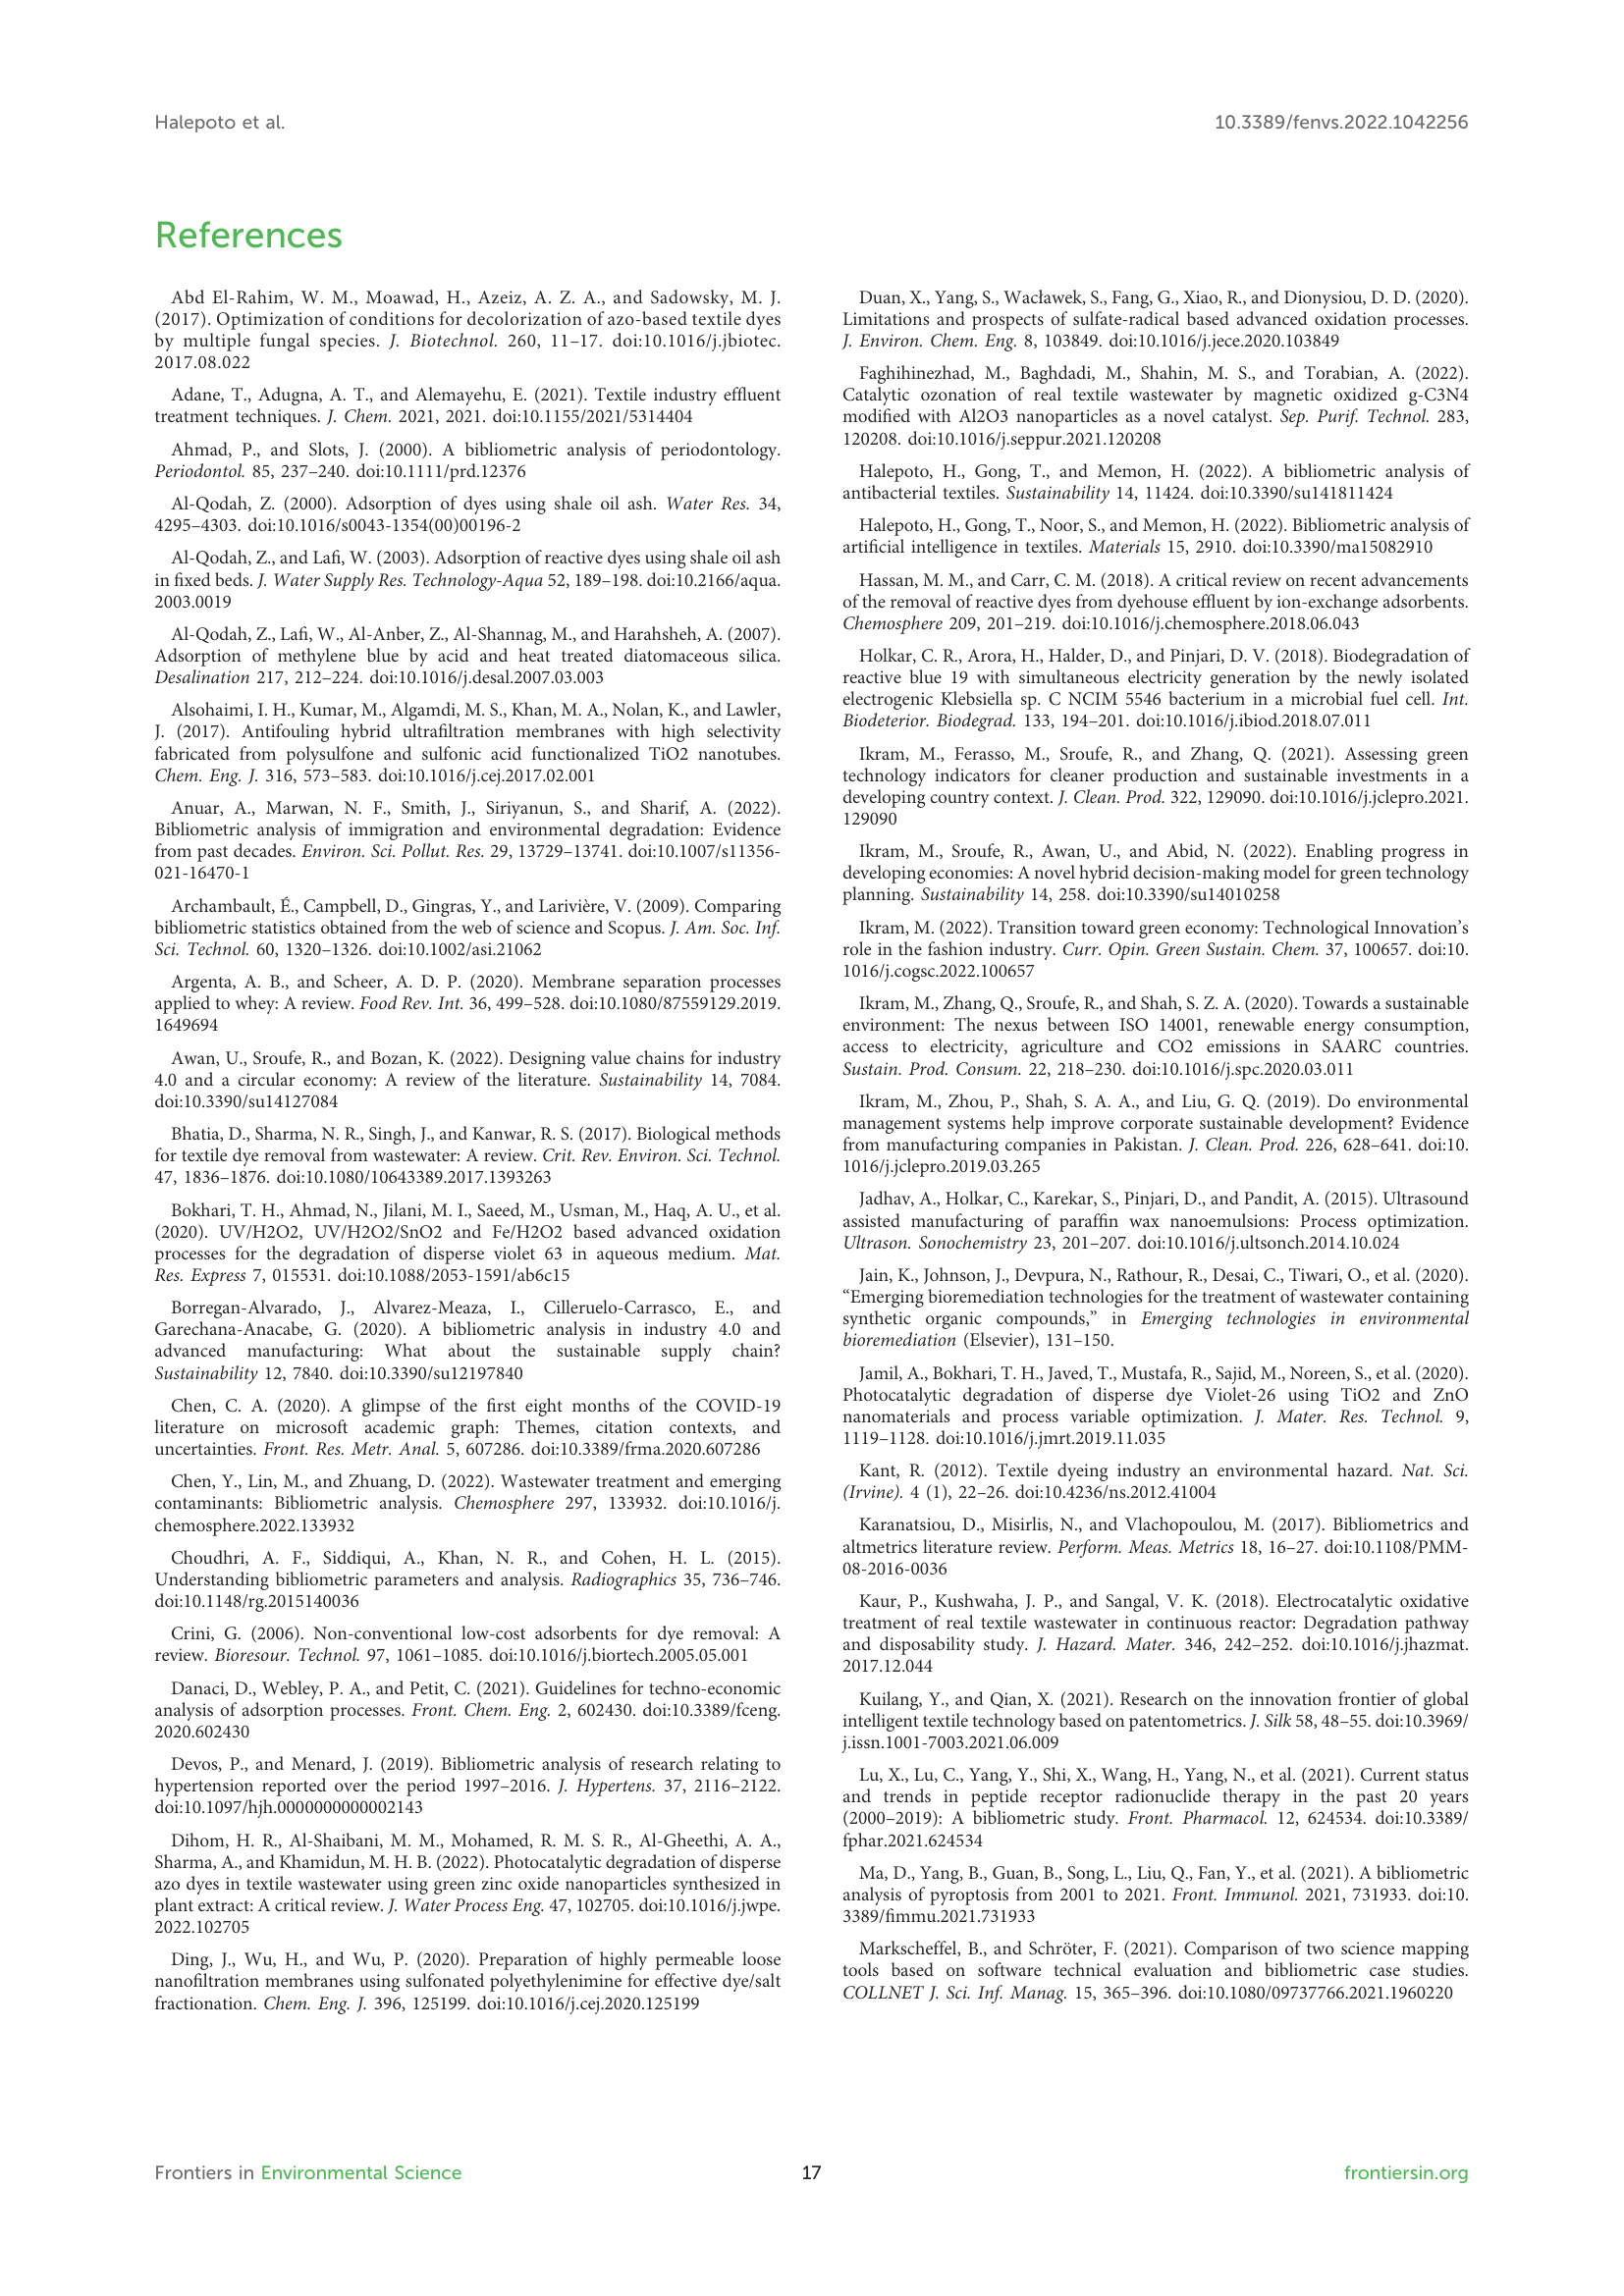 Halepoto et al.
10.3389/fenvs.2022.1042256
References
Abd El-Rahim, W. M., Moawad, H., Azeiz, A. Z. A., and Sadowsky, M. J.
(2017). Optimization of conditions for decolorization of azo-based textile dyes
by multiple fungal species. J. Biotechnol. 260, 11–17. doi:10.1016/j.jbiotec.
2017.08.022
Adane, T., Adugna, A. T., and Alemayehu, E. (2021). Textile industry effluent
treatment techniques. J. Chem. 2021, 2021. doi:10.1155/2021/5314404
Ahmad, P., and Slots, J. (2000). A bibliometric analysis of periodontology.
Periodontol. 85, 237–240. doi:10.1111/prd.12376
Al-Qodah, Z. (2000). Adsorption of dyes using shale oil ash. Water Res. 34,
4295–4303. doi:10.1016/s0043-1354(00)00196-2
Al-Qodah, Z., and Lafi, W. (2003). Adsorption of reactive dyes using shale oil ash
in fixed beds. J. Water Supply Res. Technology-Aqua 52, 189–198. doi:10.2166/aqua.
2003.0019
Al-Qodah, Z., Lafi, W., Al-Anber, Z., Al-Shannag, M., and Harahsheh, A. (2007).
Adsorption of methylene blue by acid and heat treated diatomaceous silica.
Desalination 217, 212–224. doi:10.1016/j.desal.2007.03.003
Alsohaimi, I. H., Kumar, M., Algamdi, M. S., Khan, M. A., Nolan, K., and Lawler,
J. (2017). Antifouling hybrid ultrafiltration membranes with high selectivity
fabricated from polysulfone and sulfonic acid functionalized TiO2 nanotubes.
Chem. Eng. J. 316, 573–583. doi:10.1016/j.cej.2017.02.001
Anuar, A., Marwan, N. F., Smith, J., Siriyanun, S., and Sharif, A. (2022).
Bibliometric analysis of immigration and environmental degradation: Evidence
from past decades. Environ. Sci. Pollut. Res. 29, 13729–13741. doi:10.1007/s11356-
021-16470-1
Archambault, É., Campbell, D., Gingras, Y., and Larivière, V. (2009). Comparing
bibliometric statistics obtained from the web of science and Scopus. J. Am. Soc. Inf.
Sci. Technol. 60, 1320–1326. doi:10.1002/asi.21062
Argenta, A. B., and Scheer, A. D. P. (2020). Membrane separation processes
applied to whey: A review. Food Rev. Int. 36, 499–528. doi:10.1080/87559129.2019.
1649694
Awan, U., Sroufe, R., and Bozan, K. (2022). Designing value chains for industry
4.0 and a circular economy: A review of the literature. Sustainability 14, 7084.
doi:10.3390/su14127084
Bhatia, D., Sharma, N. R., Singh, J., and Kanwar, R. S. (2017). Biological methods
for textile dye removal from wastewater: A review. Crit. Rev. Environ. Sci. Technol.
47, 1836–1876. doi:10.1080/10643389.2017.1393263
Bokhari, T. H., Ahmad, N., Jilani, M. I., Saeed, M., Usman, M., Haq, A. U., et al.
(2020). UV/H2O2, UV/H2O2/SnO2 and Fe/H2O2 based advanced oxidation
processes for the degradation of disperse violet 63 in aqueous medium. Mat.
Res. Express 7, 015531. doi:10.1088/2053-1591/ab6c15
Borregan-Alvarado, J., Alvarez-Meaza, I., Cilleruelo-Carrasco, E., and
Garechana-Anacabe, G. (2020). A bibliometric analysis in industry 4.0 and
advanced manufacturing: What about the sustainable supply chain?
Sustainability 12, 7840. doi:10.3390/su12197840
Chen, C. A. (2020). A glimpse of the first eight months of the COVID-19
literature on microsoft academic graph: Themes, citation contexts, and
uncertainties. Front. Res. Metr. Anal. 5, 607286. doi:10.3389/frma.2020.607286
Chen, Y., Lin, M., and Zhuang, D. (2022). Wastewater treatment and emerging
contaminants: Bibliometric analysis. Chemosphere 297, 133932. doi:10.1016/j.
chemosphere.2022.133932
Choudhri, A. F., Siddiqui, A., Khan, N. R., and Cohen, H. L. (2015).
Understanding bibliometric parameters and analysis. Radiographics 35, 736–746.
doi:10.1148/rg.2015140036
Crini, G. (2006). Non-conventional low-cost adsorbents for dye removal: A
review. Bioresour. Technol. 97, 1061–1085. doi:10.1016/j.biortech.2005.05.001
Danaci, D., Webley, P. A., and Petit, C. (2021). Guidelines for techno-economic
analysis of adsorption processes. Front. Chem. Eng. 2, 602430. doi:10.3389/fceng.
2020.602430
Devos, P., and Menard, J. (2019). Bibliometric analysis of research relating to
hypertension reported over the period 1997–2016. J. Hypertens. 37, 2116–2122.
doi:10.1097/hjh.0000000000002143
Dihom, H. R., Al-Shaibani, M. M., Mohamed, R. M. S. R., Al-Gheethi, A. A.,
Sharma, A., and Khamidun, M. H. B. (2022). Photocatalytic degradation of disperse
azo dyes in textile wastewater using green zinc oxide nanoparticles synthesized in
plant extract: A critical review. J. Water Process Eng. 47, 102705. doi:10.1016/j.jwpe.
2022.102705
Ding, J., Wu, H., and Wu, P. (2020). Preparation of highly permeable loose
nanofiltration membranes using sulfonated polyethylenimine for effective dye/salt
fractionation. Chem. Eng. J. 396, 125199. doi:10.1016/j.cej.2020.125199
Duan, X., Yang, S., Wacławek, S., Fang, G., Xiao, R., and Dionysiou, D. D. (2020).
Limitations and prospects of sulfate-radical based advanced oxidation processes.
J. Environ. Chem. Eng. 8, 103849. doi:10.1016/j.jece.2020.103849
Faghihinezhad, M., Baghdadi, M., Shahin, M. S., and Torabian, A. (2022).
Catalytic ozonation of real textile wastewater by magnetic oxidized g-C3N4
modified with Al2O3 nanoparticles as a novel catalyst. Sep. Purif. Technol. 283,
120208. doi:10.1016/j.seppur.2021.120208
Halepoto, H., Gong, T., and Memon, H. (2022). A bibliometric analysis of
antibacterial textiles. Sustainability 14, 11424. doi:10.3390/su141811424
Halepoto, H., Gong, T., Noor, S., and Memon, H. (2022). Bibliometric analysis of
artificial intelligence in textiles. Materials 15, 2910. doi:10.3390/ma15082910
Hassan, M. M., and Carr, C. M. (2018). A critical review on recent advancements
of the removal of reactive dyes from dyehouse effluent by ion-exchange adsorbents.
Chemosphere 209, 201–219. doi:10.1016/j.chemosphere.2018.06.043
Holkar, C. R., Arora, H., Halder, D., and Pinjari, D. V. (2018). Biodegradation of
reactive blue 19 with simultaneous electricity generation by the newly isolated
electrogenic Klebsiella sp. C NCIM 5546 bacterium in a microbial fuel cell. Int.
Biodeterior. Biodegrad. 133, 194–201. doi:10.1016/j.ibiod.2018.07.011
Ikram, M., Ferasso, M., Sroufe, R., and Zhang, Q. (2021). Assessing green
technology indicators for cleaner production and sustainable investments in a
developing country context. J. Clean. Prod. 322, 129090. doi:10.1016/j.jclepro.2021.
129090
Ikram, M., Sroufe, R., Awan, U., and Abid, N. (2022). Enabling progress in
developing economies: A novel hybrid decision-making model for green technology
planning. Sustainability 14, 258. doi:10.3390/su14010258
Ikram, M. (2022). Transition toward green economy: Technological Innovation’s
role in the fashion industry. Curr. Opin. Green Sustain. Chem. 37, 100657. doi:10.
1016/j.cogsc.2022.100657
Ikram, M., Zhang, Q., Sroufe, R., and Shah, S. Z. A. (2020). Towards a sustainable
environment: The nexus between ISO 14001, renewable energy consumption,
access to electricity, agriculture and CO2 emissions in SAARC countries.
Sustain. Prod. Consum. 22, 218–230. doi:10.1016/j.spc.2020.03.011
Ikram, M., Zhou, P., Shah, S. A. A., and Liu, G. Q. (2019). Do environmental
management systems help improve corporate sustainable development? Evidence
from manufacturing companies in Pakistan. J. Clean. Prod. 226, 628–641. doi:10.
1016/j.jclepro.2019.03.265
Jadhav, A., Holkar, C., Karekar, S., Pinjari, D., and Pandit, A. (2015). Ultrasound
assisted manufacturing of paraffin wax nanoemulsions: Process optimization.
Ultrason. Sonochemistry 23, 201–207. doi:10.1016/j.ultsonch.2014.10.024
Jain, K., Johnson, J., Devpura, N., Rathour, R., Desai, C., Tiwari, O., et al. (2020).
“Emerging bioremediation technologies for the treatment of wastewater containing
synthetic organic compounds,” in Emerging technologies in environmental
bioremediation (Elsevier), 131–150.
Jamil, A., Bokhari, T. H., Javed, T., Mustafa, R., Sajid, M., Noreen, S., et al. (2020).
Photocatalytic degradation of disperse dye Violet-26 using TiO2 and ZnO
nanomaterials and process variable optimization. J. Mater. Res. Technol. 9,
1119–1128. doi:10.1016/j.jmrt.2019.11.035
Kant, R. (2012). Textile dyeing industry an environmental hazard. Nat. Sci.
(Irvine). 4 (1), 22–26. doi:10.4236/ns.2012.41004
Karanatsiou, D., Misirlis, N., and Vlachopoulou, M. (2017). Bibliometrics and
altmetrics literature review. Perform. Meas. Metrics 18, 16–27. doi:10.1108/PMM-
08-2016-0036
Kaur, P., Kushwaha, J. P., and Sangal, V. K. (2018). Electrocatalytic oxidative
treatment of real textile wastewater in continuous reactor: Degradation pathway
and disposability study. J. Hazard. Mater. 346, 242–252. doi:10.1016/j.jhazmat.
2017.12.044
Kuilang, Y., and Qian, X. (2021). Research on the innovation frontier of global
intelligent textile technology based on patentometrics. J. Silk 58, 48–55. doi:10.3969/
j.issn.1001-7003.2021.06.009
Lu, X., Lu, C., Yang, Y., Shi, X., Wang, H., Yang, N., et al. (2021). Current status
and trends in peptide receptor radionuclide therapy in the past 20 years
(2000–2019): A bibliometric study. Front. Pharmacol. 12, 624534. doi:10.3389/
fphar.2021.624534
Ma, D., Yang, B., Guan, B., Song, L., Liu, Q., Fan, Y., et al. (2021). A bibliometric
analysis of pyroptosis from 2001 to 2021. Front. Immunol. 2021, 731933. doi:10.
3389/fimmu.2021.731933
Markscheffel, B., and Schröter, F. (2021). Comparison of two science mapping
tools based on software technical evaluation and bibliometric case studies.
COLLNET J. Sci. Inf. Manag. 15, 365–396. doi:10.1080/09737766.2021.1960220
Frontiers in Environmental Science
17
frontiersin.org